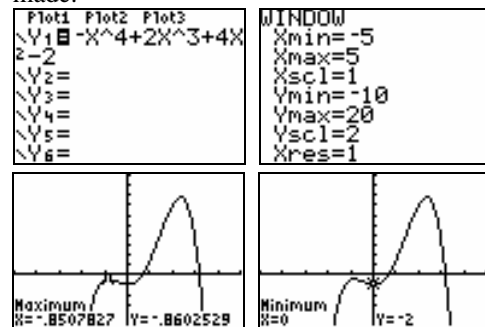 made.
Plot1 Plot2 Plot3
\Y₁=-X^4+2X^3+4X
²-2
\Y₂=
\Y₃=
\Y₄=
\Y₅=
\Y₆=
WINDOW
Xmin=-5
Xmax=5
Xscl=1
Ymin=-10
Ymax=20
Yscl=2
Xres=1
Maximum
X=-.8507827 Y=-.8602529
Minimum
X=0 Y=-2